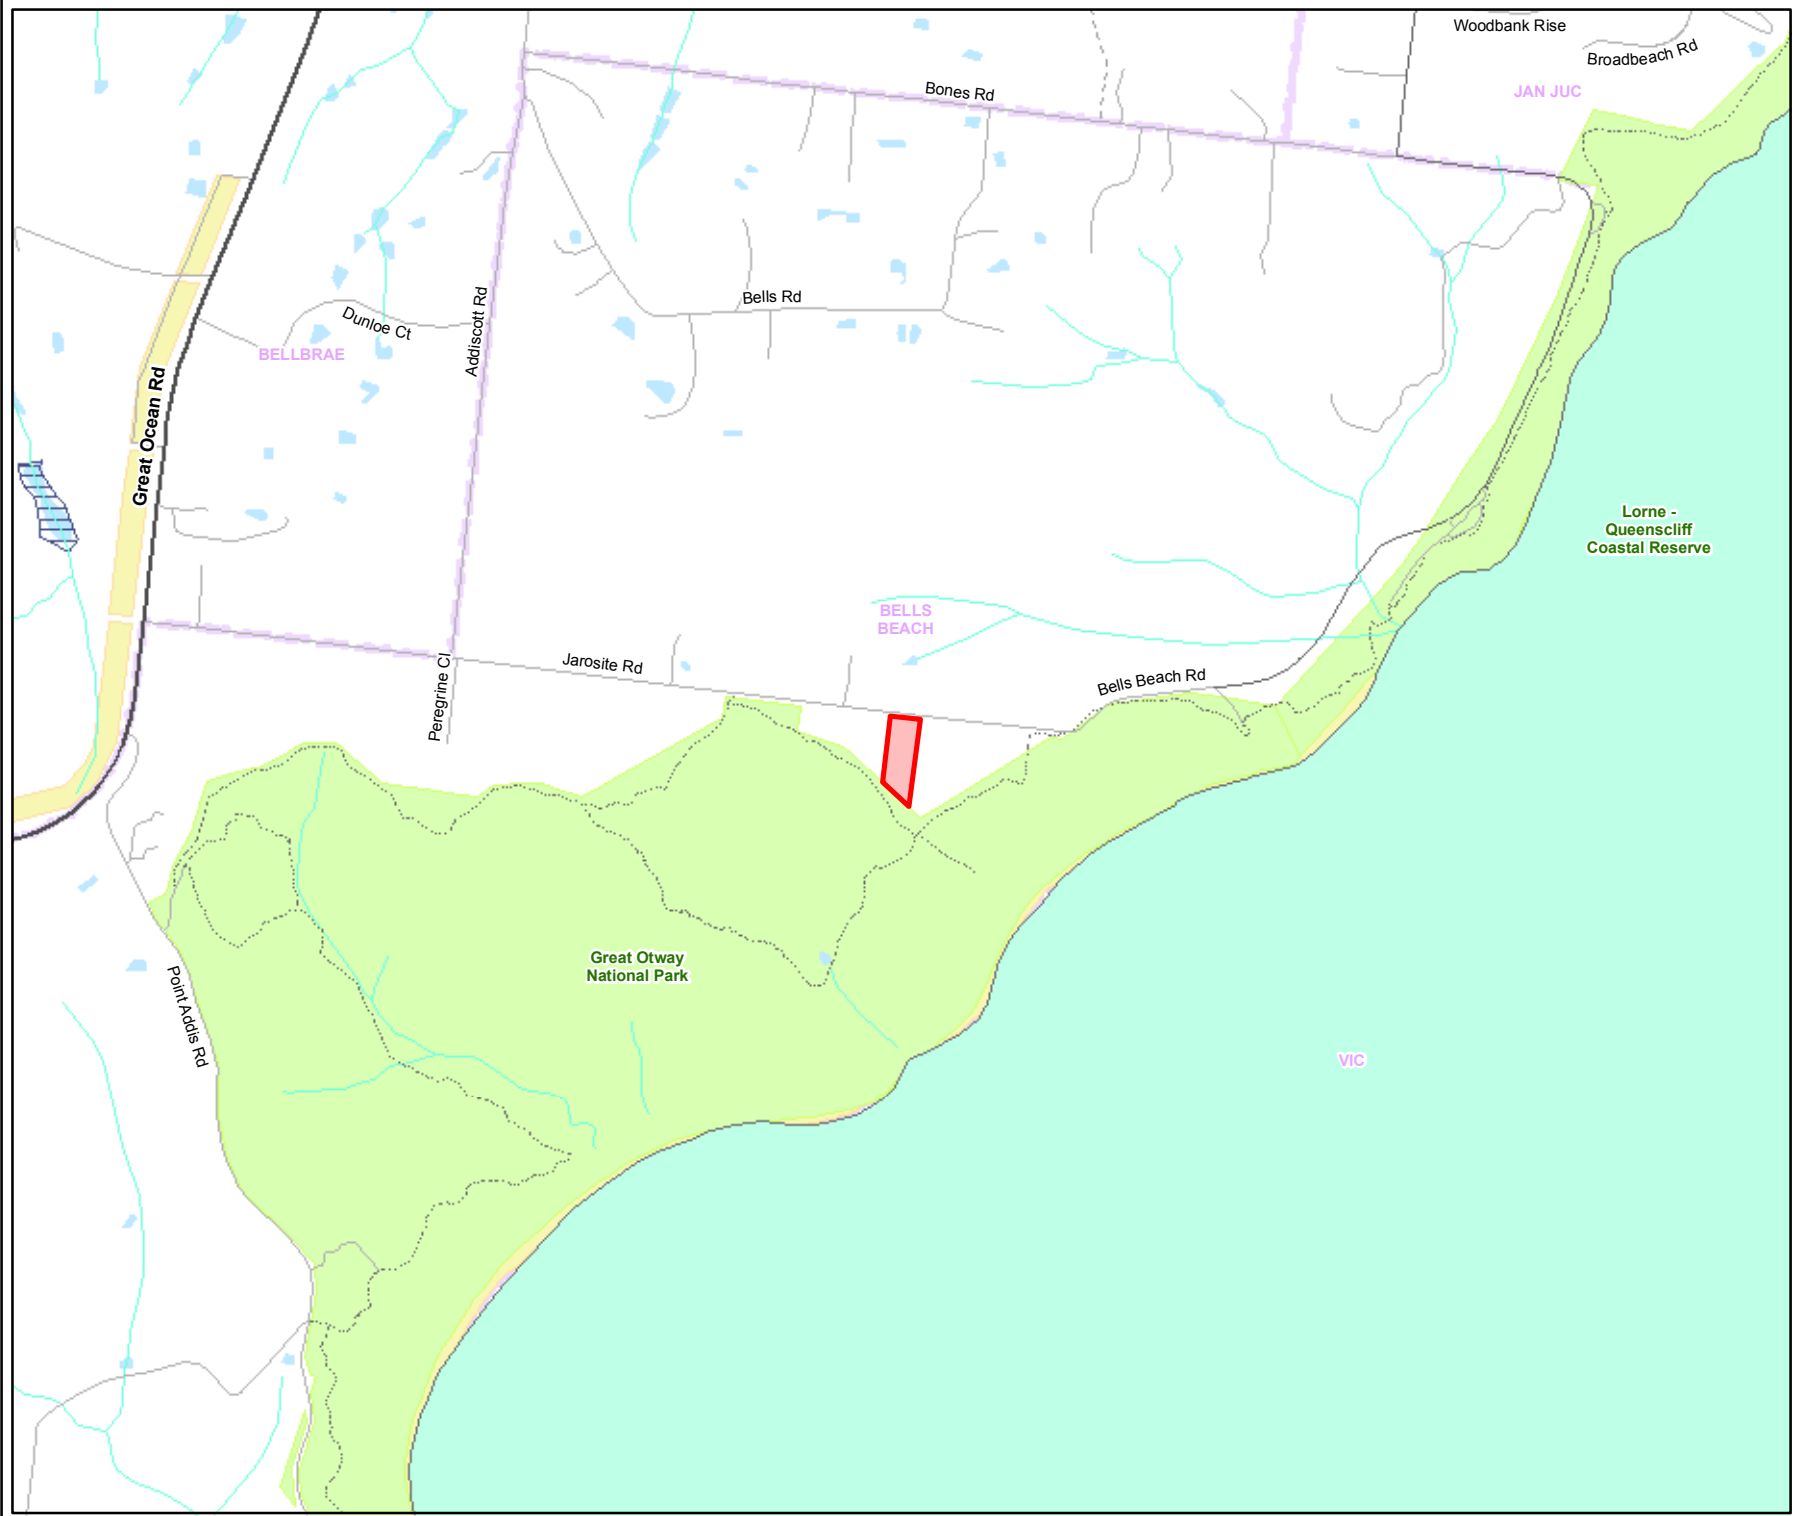 Woodbank Rise
Broadbeach Rd
JAN JUC
Bones Rd
Bells Rd
Dunloe Ct
BELLBRAE
Addiscott Rd
Great Ocean Rd
Lorne -
Queenscliff
Coastal Reserve
BELLS
BEACH
Jarosite Rd
Peregrine Cl
Bells Beach Rd
Great Otway
National Park
Point Addis Rd
VIC